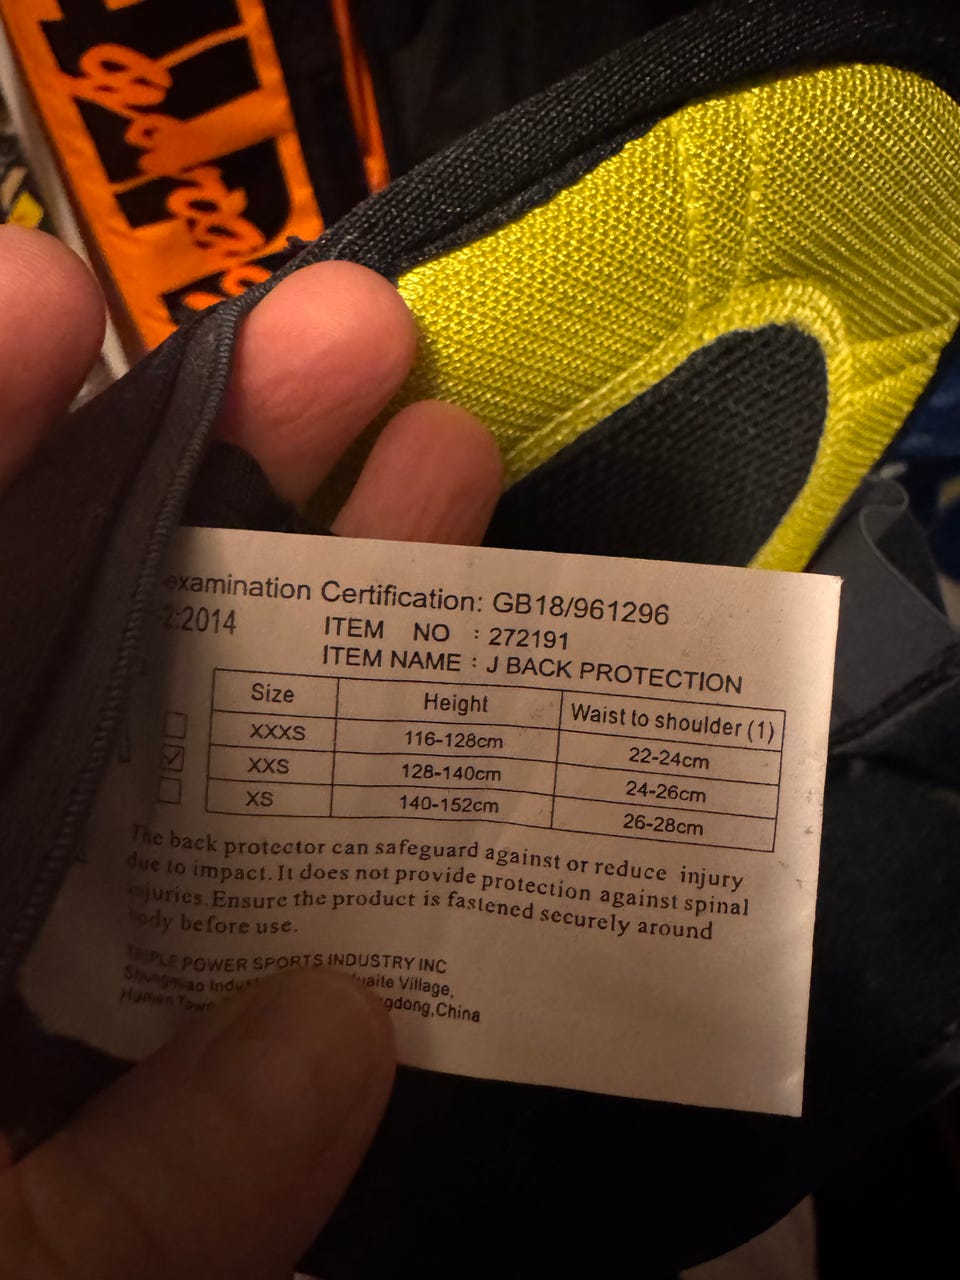 examination Certification: GB18/961296
2:2014
ITEM NO : 272191
ITEM NAME : J BACK PROTECTION
Size Height Waist to shoulder (1)
XXXS 116-128cm 22-24cm
XXS 128-140cm 24-26cm
XS 140-152cm 26-28cm
The back protector can safeguard against or reduce injury
due to impact. It does not provide protection against spinal
injuries. Ensure the product is fastened securely around
body before use.
TRIPLE POWER SPORTS INDUSTRY INC
Shungmiao Village,
Humen Town China